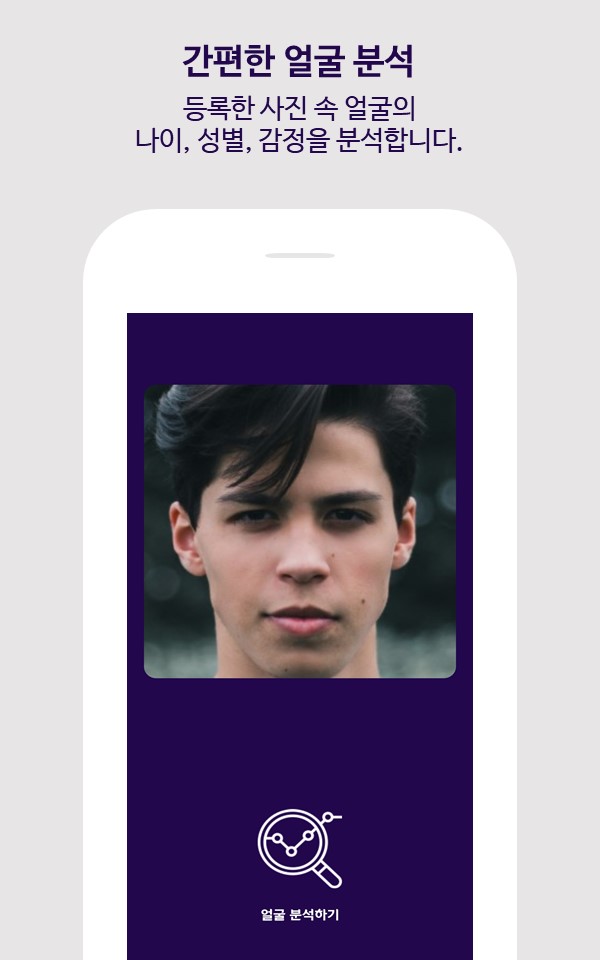 간편한 얼굴 분석
등록한 사진 속 얼굴의
나이, 성별, 감정을 분석합니다.
얼굴 분석하기